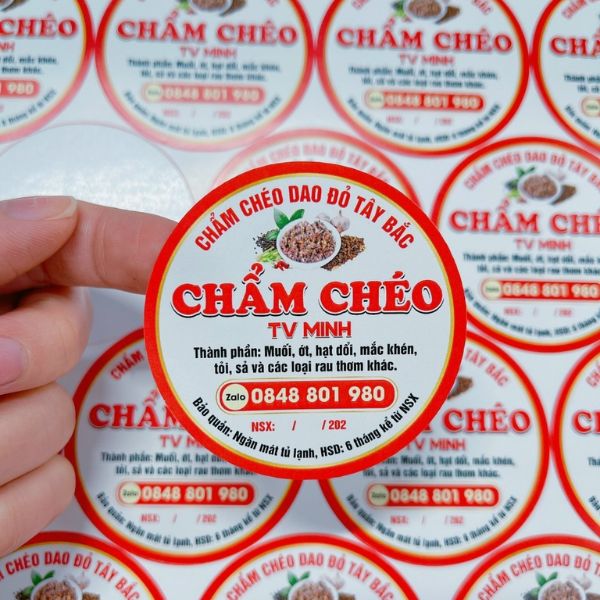 CHẨM CHÉO DAO ĐỎ TÂY BẮC
CHẨM CHÉO
TV MINH
Thành phần: Muối, ớt, hạt dổi, mắc khén,
tỏi, sả và các loại rau thơm khác.
Zalo 0848 801 980
NSX: / / 202
Bảo quản: Ngăn mát tủ lạnh, HSD: 6 tháng kể từ NSX